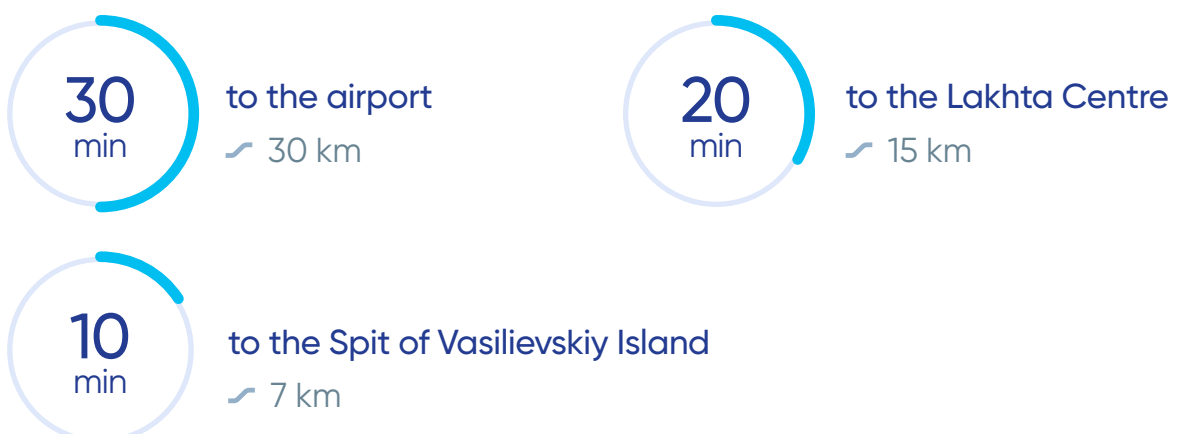 30
min
to the airport
30 km
20
min
to the Lakhta Centre
15 km
10
min
to the Spit of Vasilievskiy Island
7 km